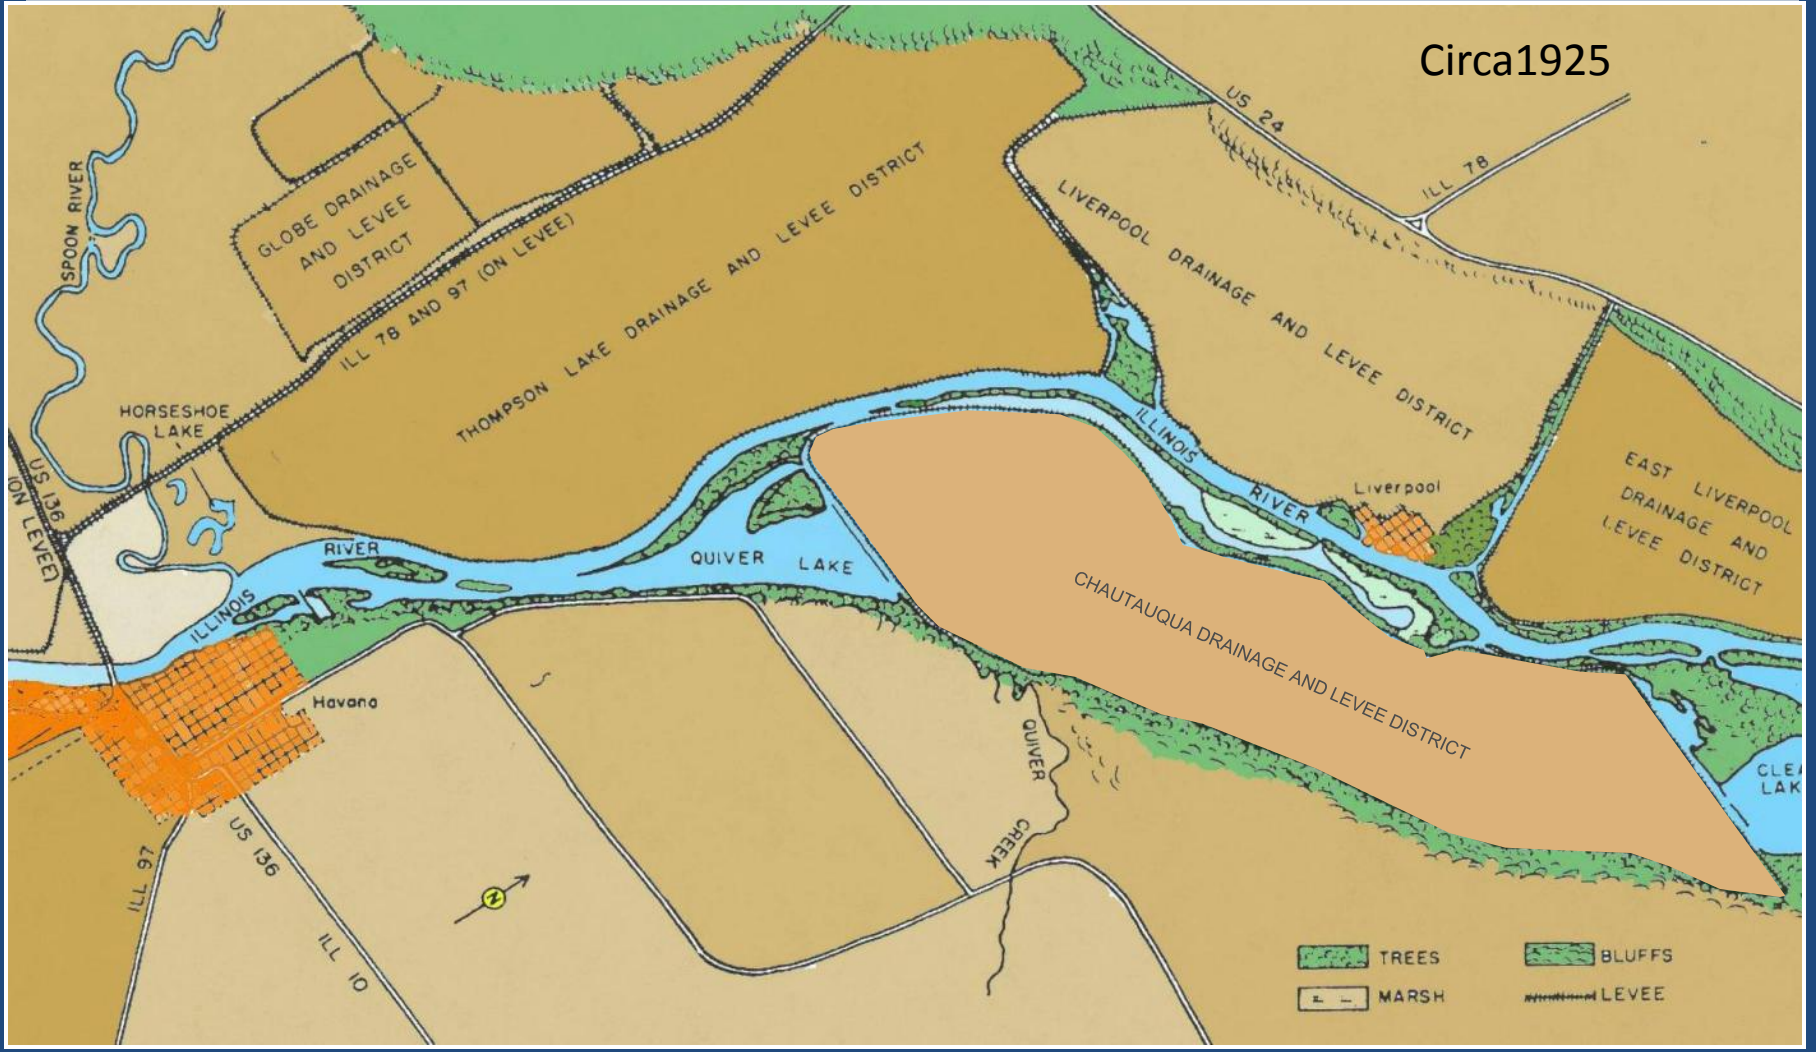 Circa1925
US 24
ILL 78
SPOON RIVER
GLOBE DRAINAGE
AND LEVEE
DISTRICT
ILL 78 AND 97 (ON LEVEE)
THOMPSON LAKE DRAINAGE AND LEVEE DISTRICT
LIVERPOOL DRAINAGE AND LEVEE DISTRICT
HORSESHOE
LAKE
US 136
(ON LEVEE)
ILLINOIS RIVER
Liverpool
EAST LIVERPOOL
DRAINAGE AND
LEVEE DISTRICT
ILLINOIS RIVER
QUIVER LAKE
CHAUTAUQUA DRAINAGE AND LEVEE DISTRICT
Havana
QUIVER CREEK
LAK
ILL 97
US 136
ILL 10
N
TREES
BLUFFS
MARSH
LEVEE